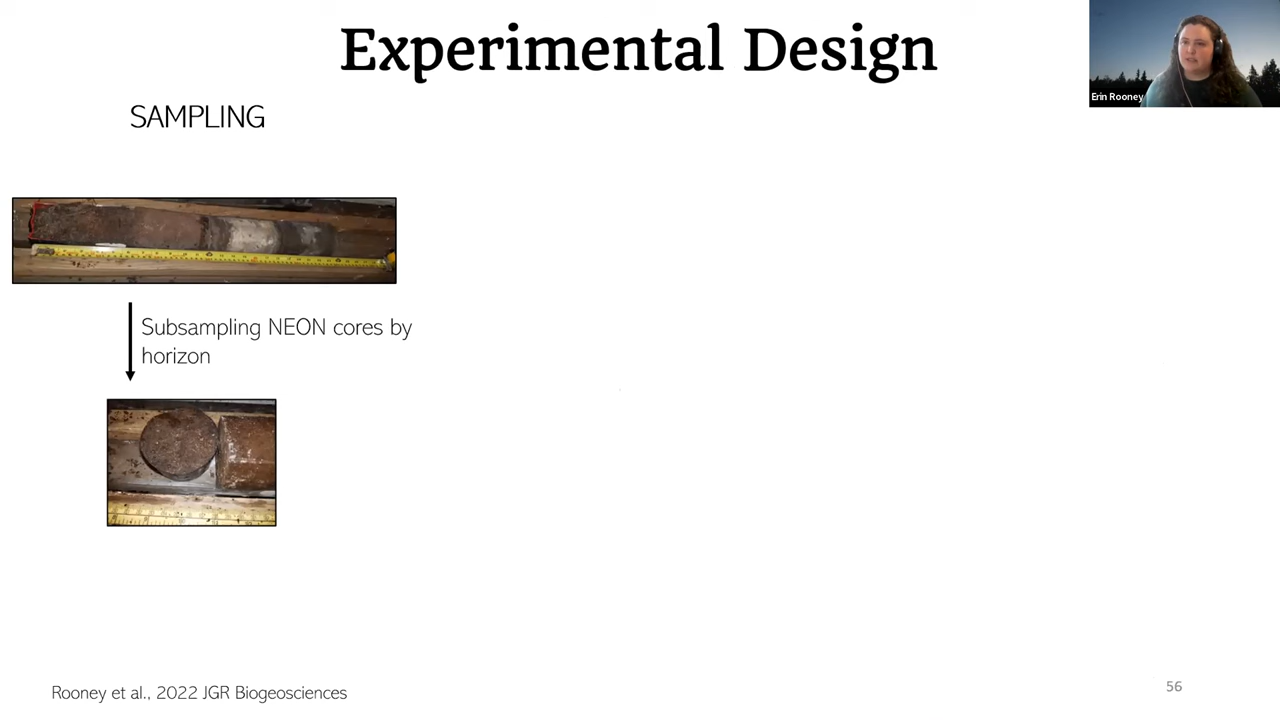 Experimental Design
Erin Rooney
SAMPLING
Subsampling NEON cores by
horizon
Rooney et al., 2022 JGR Biogeosciences
56